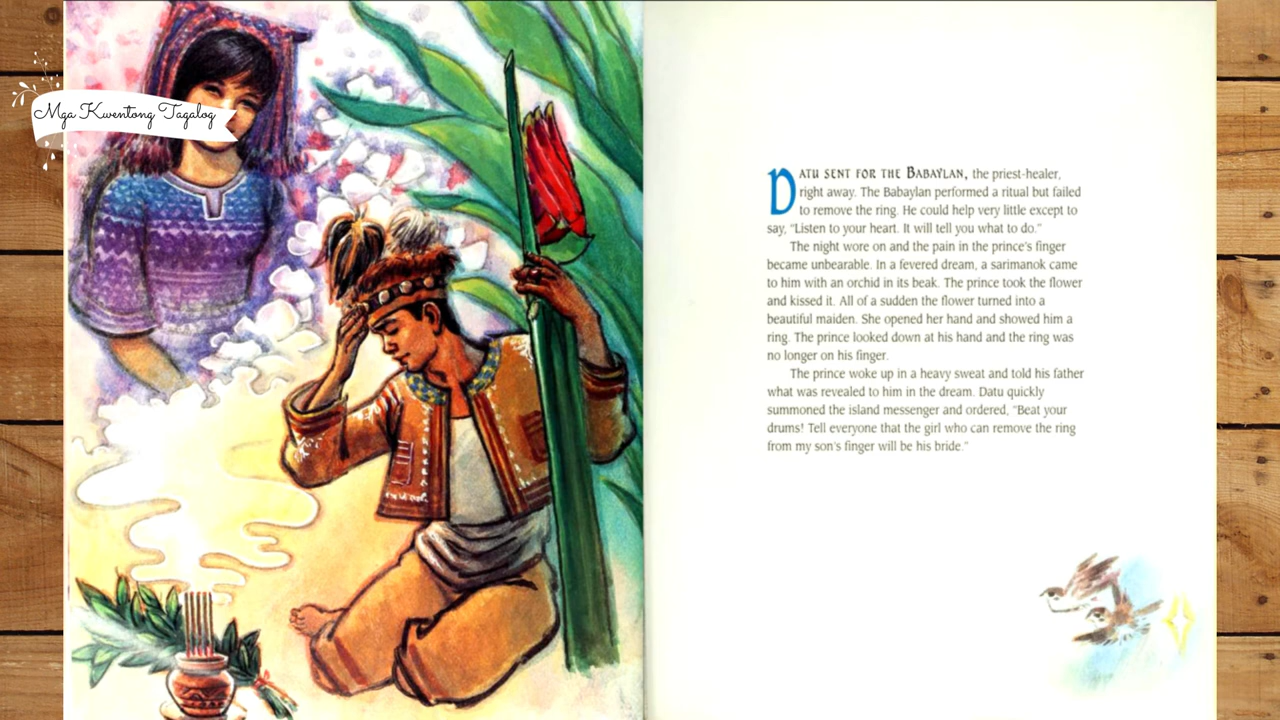 Mga Kwentong Tagalog
DATU SENT FOR THE BABAYLAN, the priest-healer,
right away. The Babaylan performed a ritual but failed
to remove the ring. He could help very little except to
say, “Listen to your heart. It will tell you what to do.”
The night wore on and the pain in the prince’s finger
became unbearable. In a fevered dream, a sarimanok came
to him with an orchid in its beak. The prince took the flower
and kissed it. All of a sudden the flower turned into a
beautiful maiden. She opened her hand and showed him a
ring. The prince looked down at his hand and the ring was
no longer on his finger.
The prince woke up in a heavy sweat and told his father
what was revealed to him in the dream. Datu quickly
summoned the island messenger and ordered, “Beat your
drums! Tell everyone that the girl who can remove the ring
from my son’s finger will be his bride.”